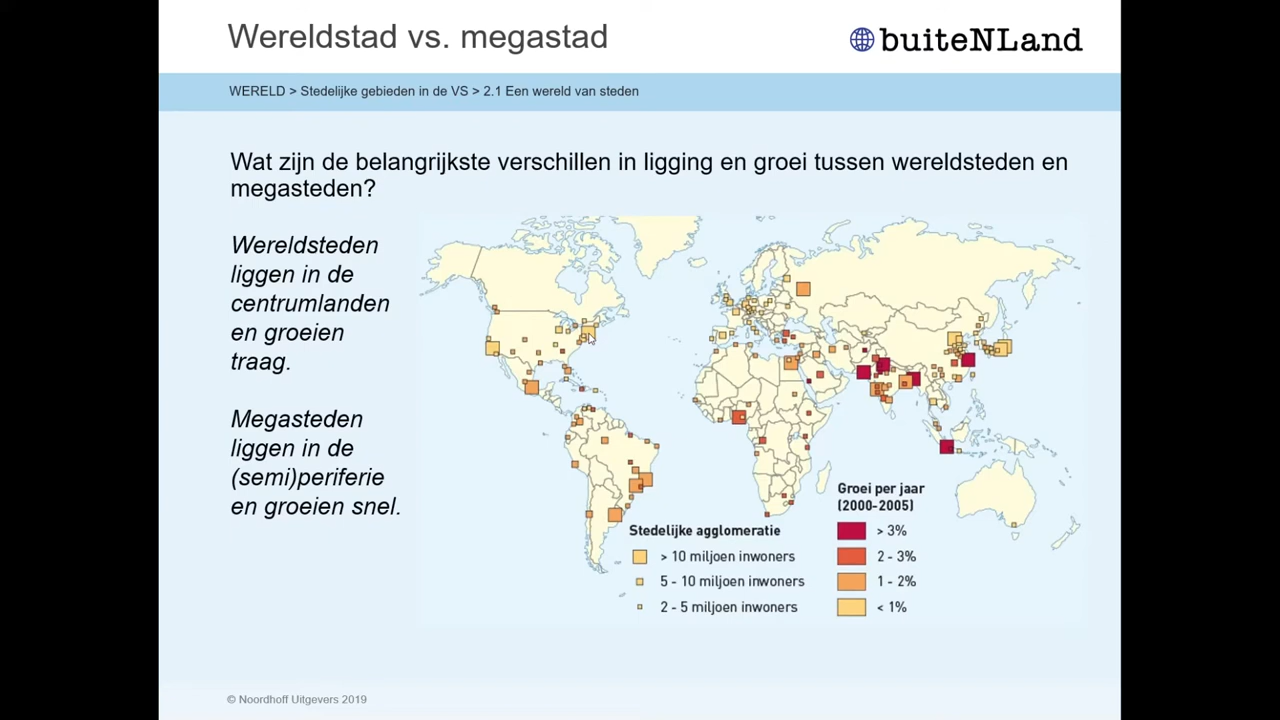 Wereldstad vs. megastad
buiteNLand
WERELD > Stedelijke gebieden in de VS > 2.1 Een wereld van steden
Wat zijn de belangrijkste verschillen in ligging en groei tussen wereldsteden en
megasteden?
Wereldsteden
liggen in de
centrumlanden
en groeien
traag.
Megasteden
liggen in de
(semi)periferie
en groeien snel.
Stedelijke agglomeratie
> 10 miljoen inwoners
5 - 10 miljoen inwoners
2 - 5 miljoen inwoners
Groei per jaar
(2000-2005)
> 3%
2 - 3%
1 - 2%
< 1%
© Noordhoff Uitgevers 2019